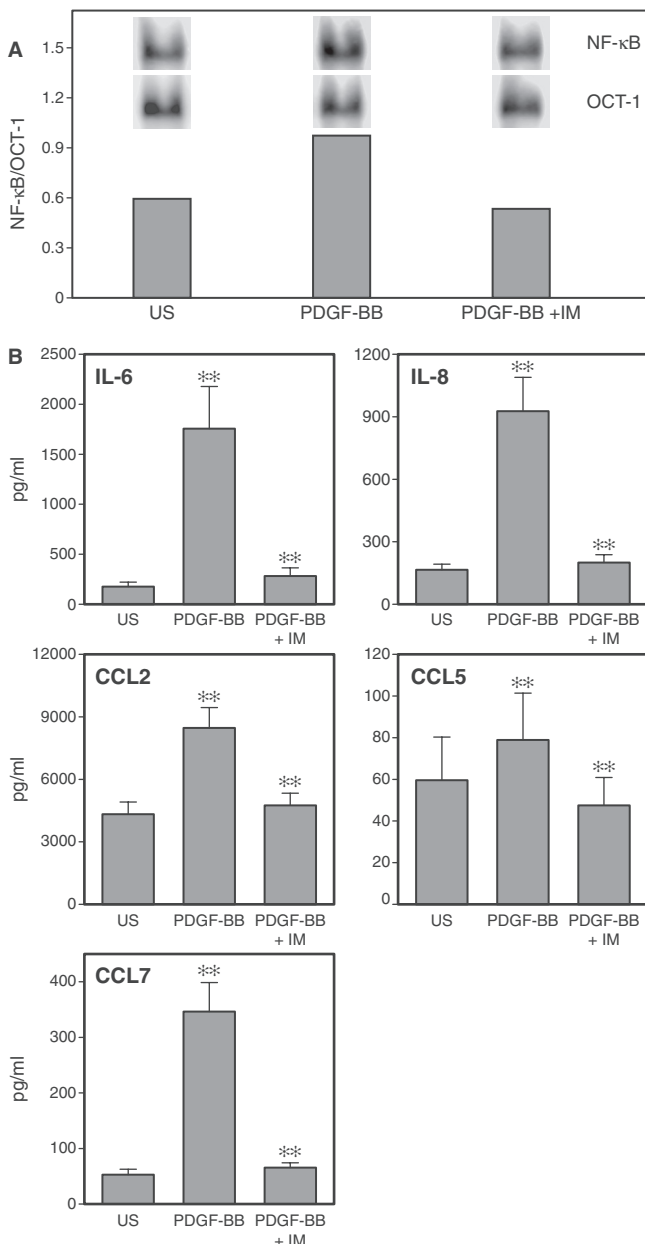 A
NF-κB/OCT-1
1.5
1.2
0.9
0.6
0.3
0
NF-κB
OCT-1
US
PDGF-BB
PDGF-BB +IM
B
IL-6
pg/ml
2500
2000
1500
1000
500
0
**
**
US
PDGF-BB
PDGF-BB
+ IM
IL-8
1200
900
600
300
0
**
**
US
PDGF-BB
PDGF-BB
+ IM
CCL2
pg/ml
12000
9000
6000
3000
0
**
**
US
PDGF-BB
PDGF-BB
+ IM
CCL5
120
100
80
60
40
20
0
**
**
US
PDGF-BB
PDGF-BB
+ IM
CCL7
pg/ml
400
300
200
100
0
**
**
US
PDGF-BB
PDGF-BB
+ IM